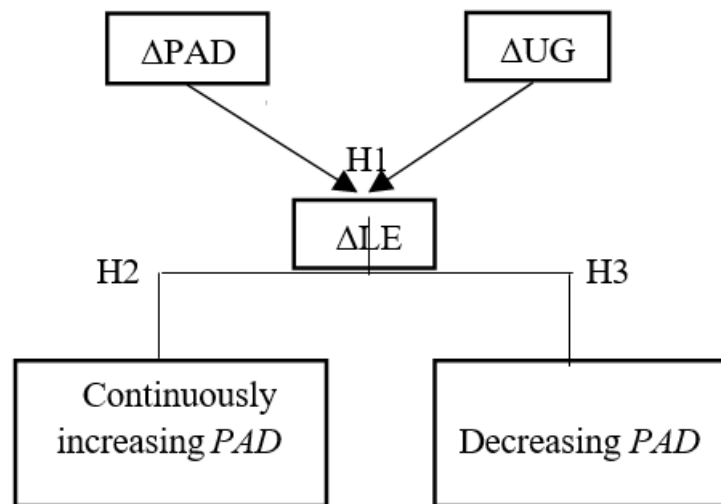 ΔPAD
ΔUG
H1
ΔLE
H2
H3
Continuously
increasing PAD
Decreasing PAD